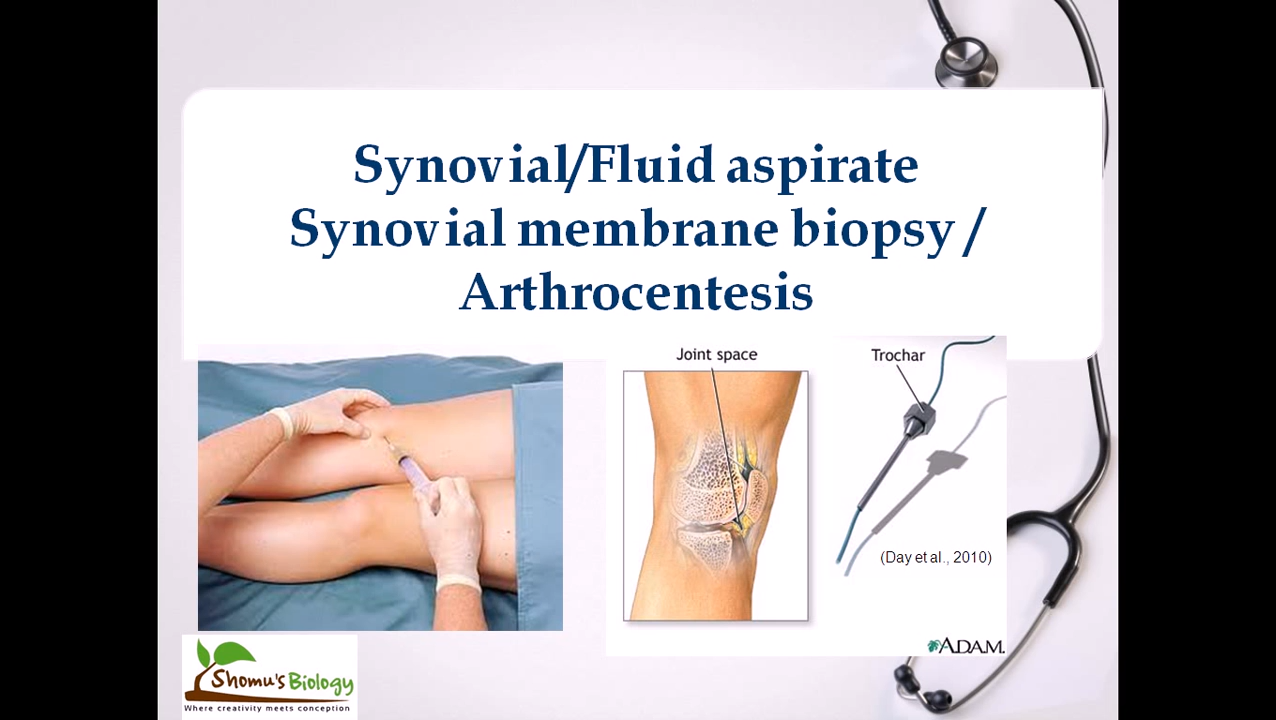 Synovial/Fluid aspirate
Synovial membrane biopsy /
Arthrocentesis
Joint space
Trochar
(Day et al., 2010)
ADAM.
Shomu's Biology
Where creativity meets conception